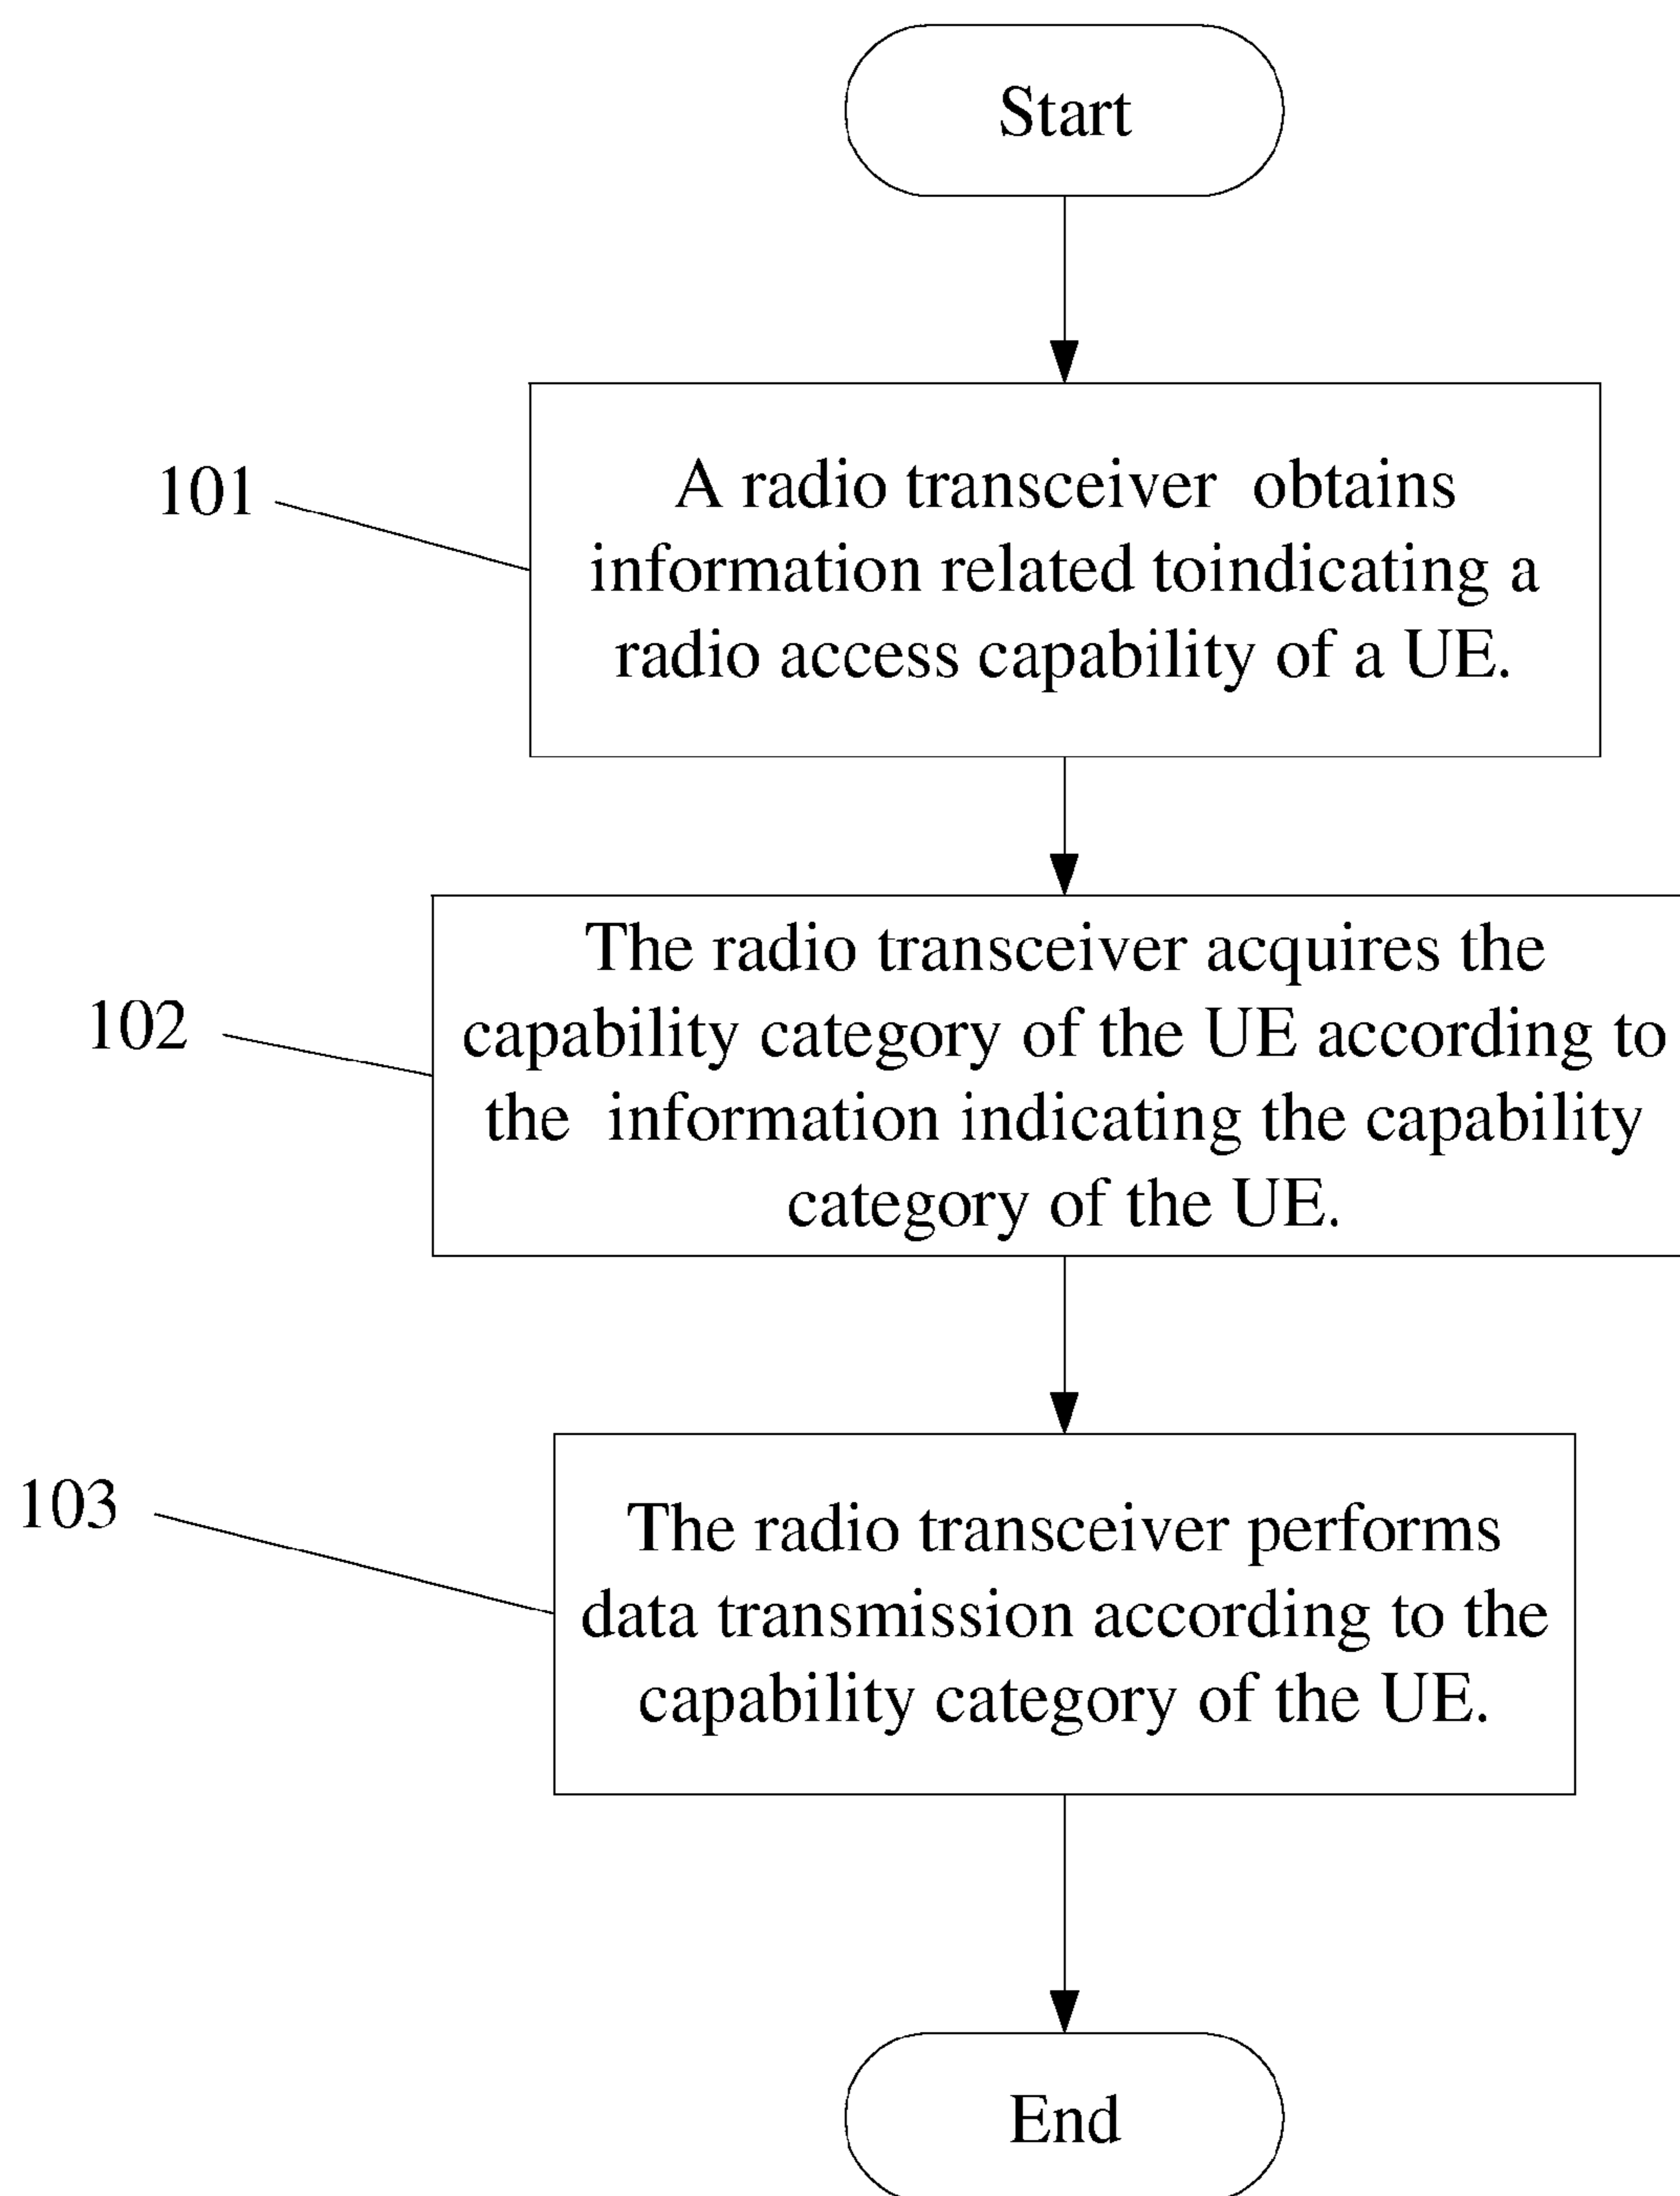 Start
101
A radio transceiver obtains
information related toindicating a
radio access capability of a UE.
102
The radio transceiver acquires the
capability category of the UE according to
the information indicating the capability
category of the UE.
103
The radio transceiver performs
data transmission according to the
capability category of the UE.
End